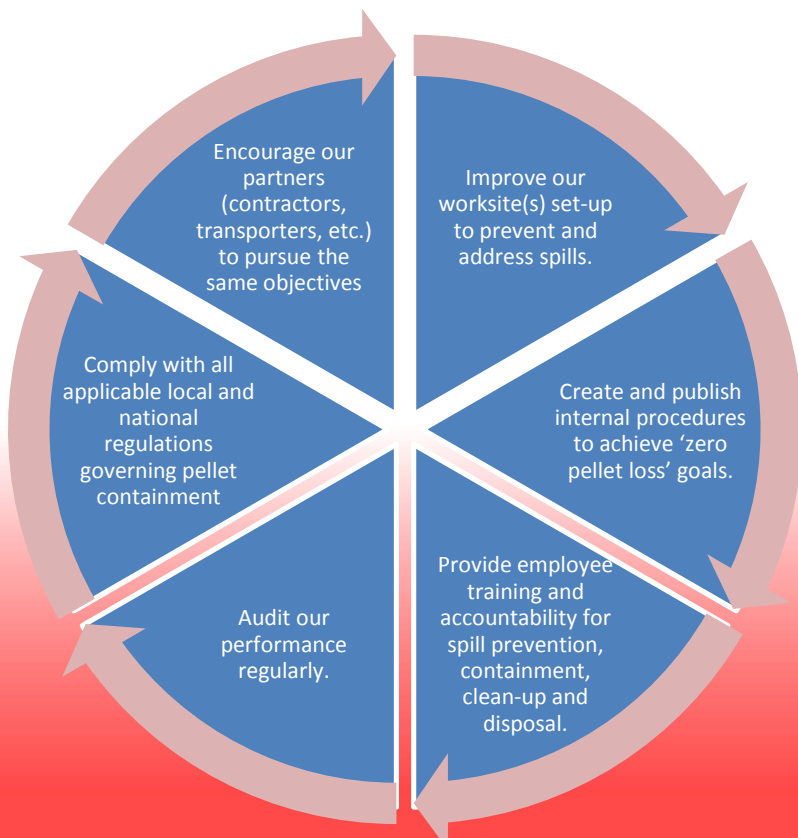 Improve our
worksite(s) set-up
to prevent and
address spills.
Create and publish
internal procedures
to achieve ‘zero
pellet loss’ goals.
Provide employee
training and
accountability for
spill prevention,
containment,
clean-up and
disposal.
Audit our
performance
regularly.
Comply with all
applicable local and
national
regulations
governing pellet
containment
Encourage our
partners
(contractors,
transporters, etc.)
to pursue the
same objectives